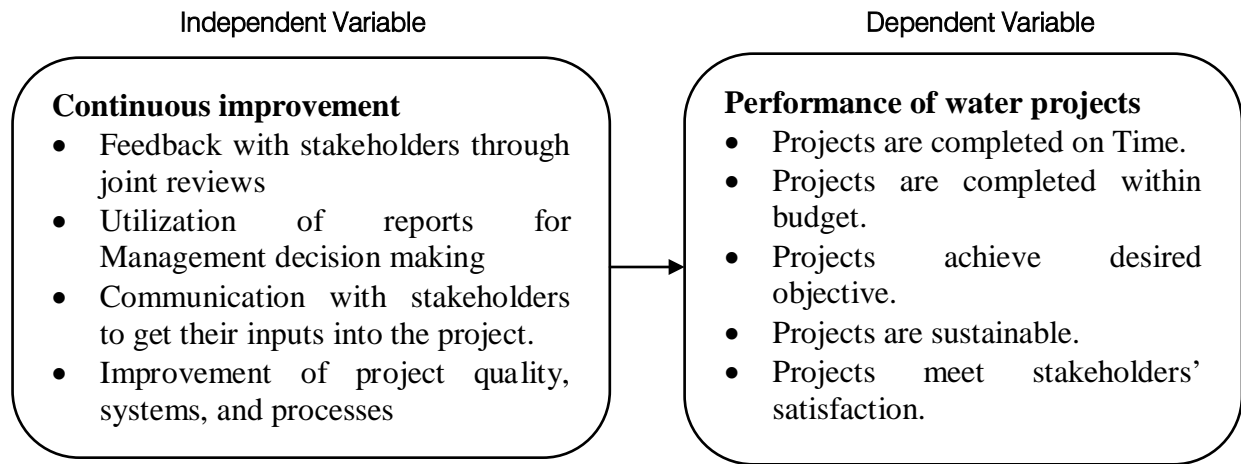 Independent Variable
Continuous improvement
• Feedback with stakeholders through
joint reviews
• Utilization of reports for
Management decision making
• Communication with stakeholders
to get their inputs into the project.
• Improvement of project quality,
systems, and processes
Dependent Variable
Performance of water projects
• Projects are completed on Time.
• Projects are completed within
budget.
• Projects achieve desired
objective.
• Projects are sustainable.
• Projects meet stakeholders’
satisfaction.